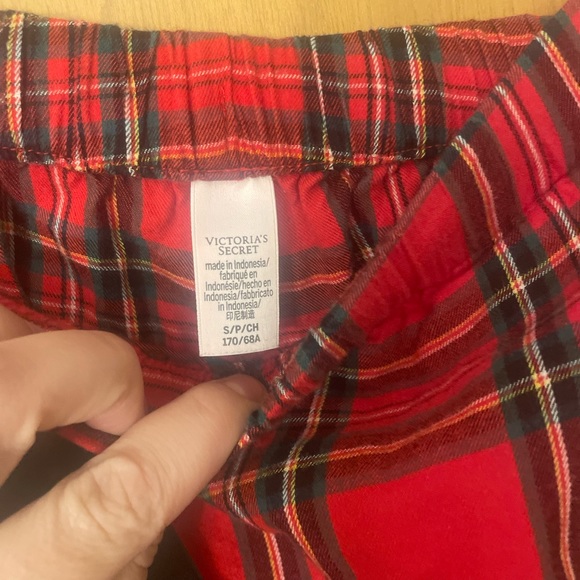 VICTORIA'S
SECRET
made in Indonesia/
fabriqué en
Indonésie/hecho en
Indonesia/fabbricato
in Indonesia/
印尼制造
S/P/CH
170/68A